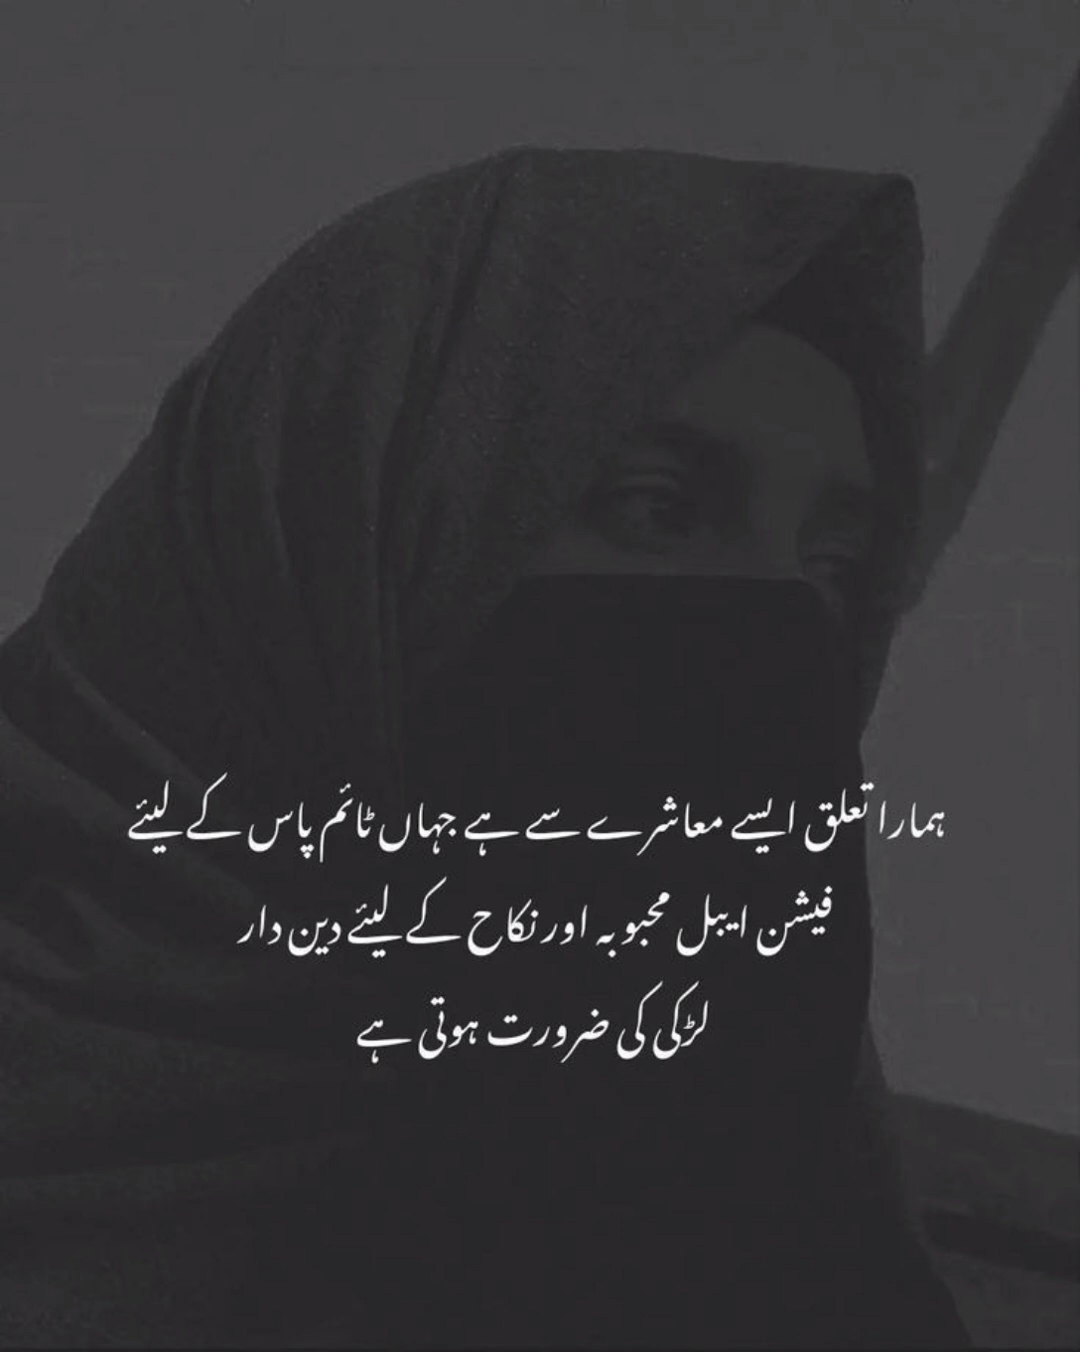 ہمارا تعلق ایسے معاشرے سے ہے جہاں ٹائم پاس کے لیئے
فیشن ایبل محبوبہ اور نکاح کے لیئے دین دار
لڑکی کی ضرورت ہوتی ہے